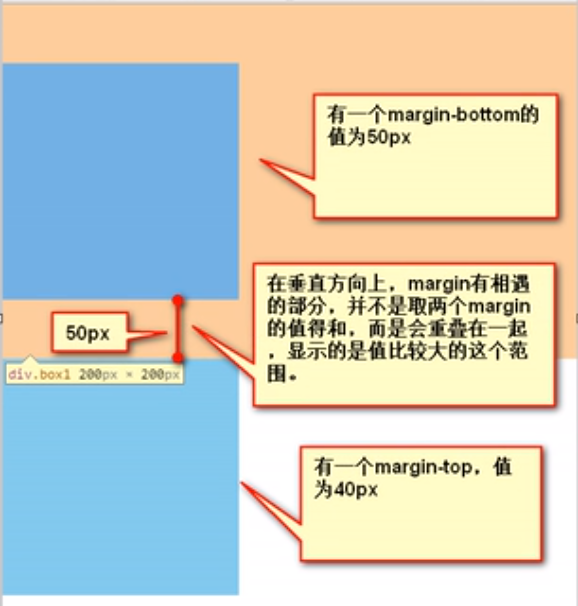 有一个margin-bottom的
值为50px
在垂直方向上，margin有相遇
的部分，并不是取两个margin
的值得和，而是会重叠在一起
，显示的是值比较大的这个范
围。
50px
div.box1 200px × 200px
有一个margin-top，值
为40px